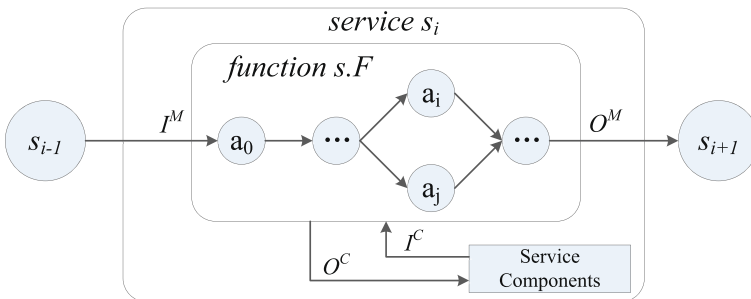 service s_i
function s.F
a_i
s_{i-1}
I^M
a_0
...
...
O^M
s_{i+1}
a_j
I^C
O^C
Service
Components